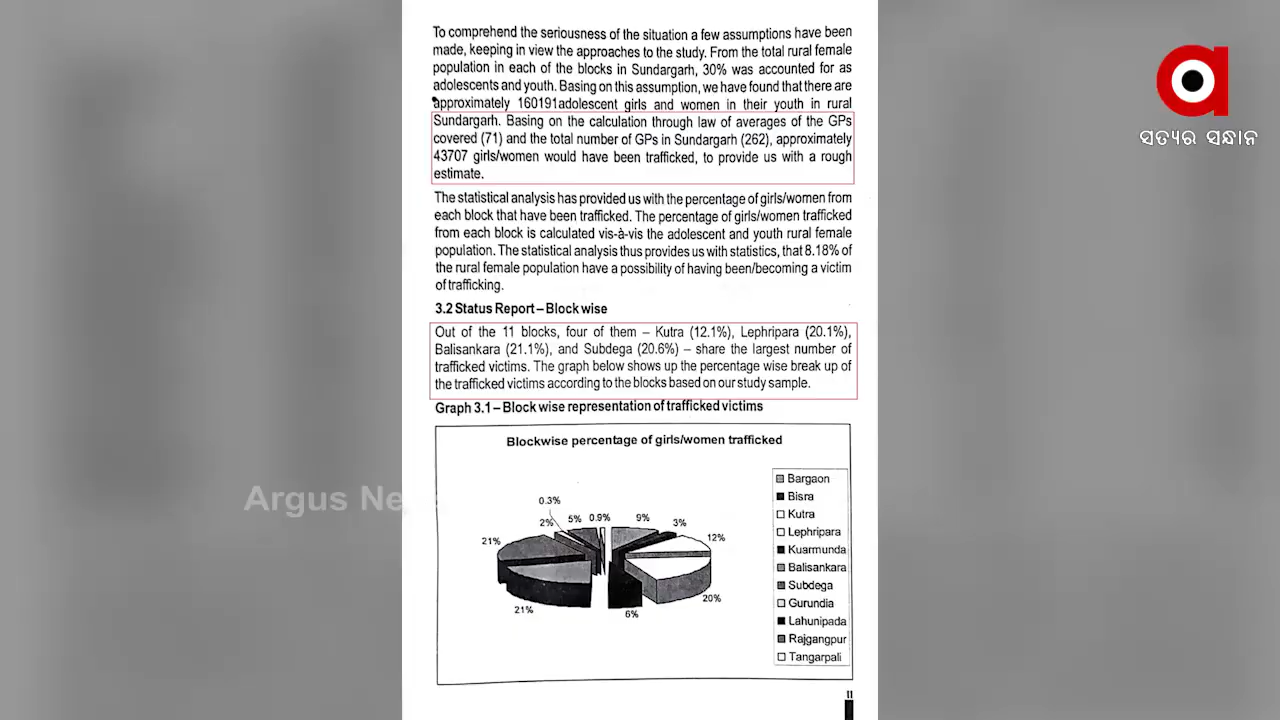 To comprehend the seriousness of the situation a few assumptions have been
made, keeping in view the approaches to the study. From the total rural female
population in each of the blocks in Sundargarh, 30% was accounted for as
adolescents and youth. Basing on this assumption, we have found that there are
approximately 160191adolescent girls and women in their youth in rural
Sundargarh. Basing on the calculation through law of averages of the GPs
covered (71) and the total number of GPs in Sundargarh (262), approximately
43707 girls/women would have been trafficked, to provide us with a rough
estimate.
The statistical analysis has provided us with the percentage of girls/women from
each block that have been trafficked. The percentage of girls/women trafficked
from each block is calculated vis-à-vis the adolescent and youth rural female
population. The statistical analysis thus provides us with statistics, that 8.18% of
the rural female population have a possibility of having been/becoming a victim
of trafficking.
3.2 Status Report – Block wise
Out of the 11 blocks, four of them – Kutra (12.1%), Lephripara (20.1%),
Balisankara (21.1%), and Subdega (20.6%) – share the largest number of
trafficked victims. The graph below shows up the percentage wise break up of
the trafficked victims according to the blocks based on our study sample.
Graph 3.1 – Block wise representation of trafficked victims
Blockwise percentage of girls/women trafficked
0.3%
2%
5%
0.9%
9%
3%
12%
21%
20%
21%
6%
Bargaon
Bisra
Kutra
Lephripara
Kuarmunda
Balisankara
Subdega
Gurundia
Lahunipada
Rajgangpur
Tangarpali
11
ସତ୍ୟର ସନ୍ଧାନ
Argus Ne